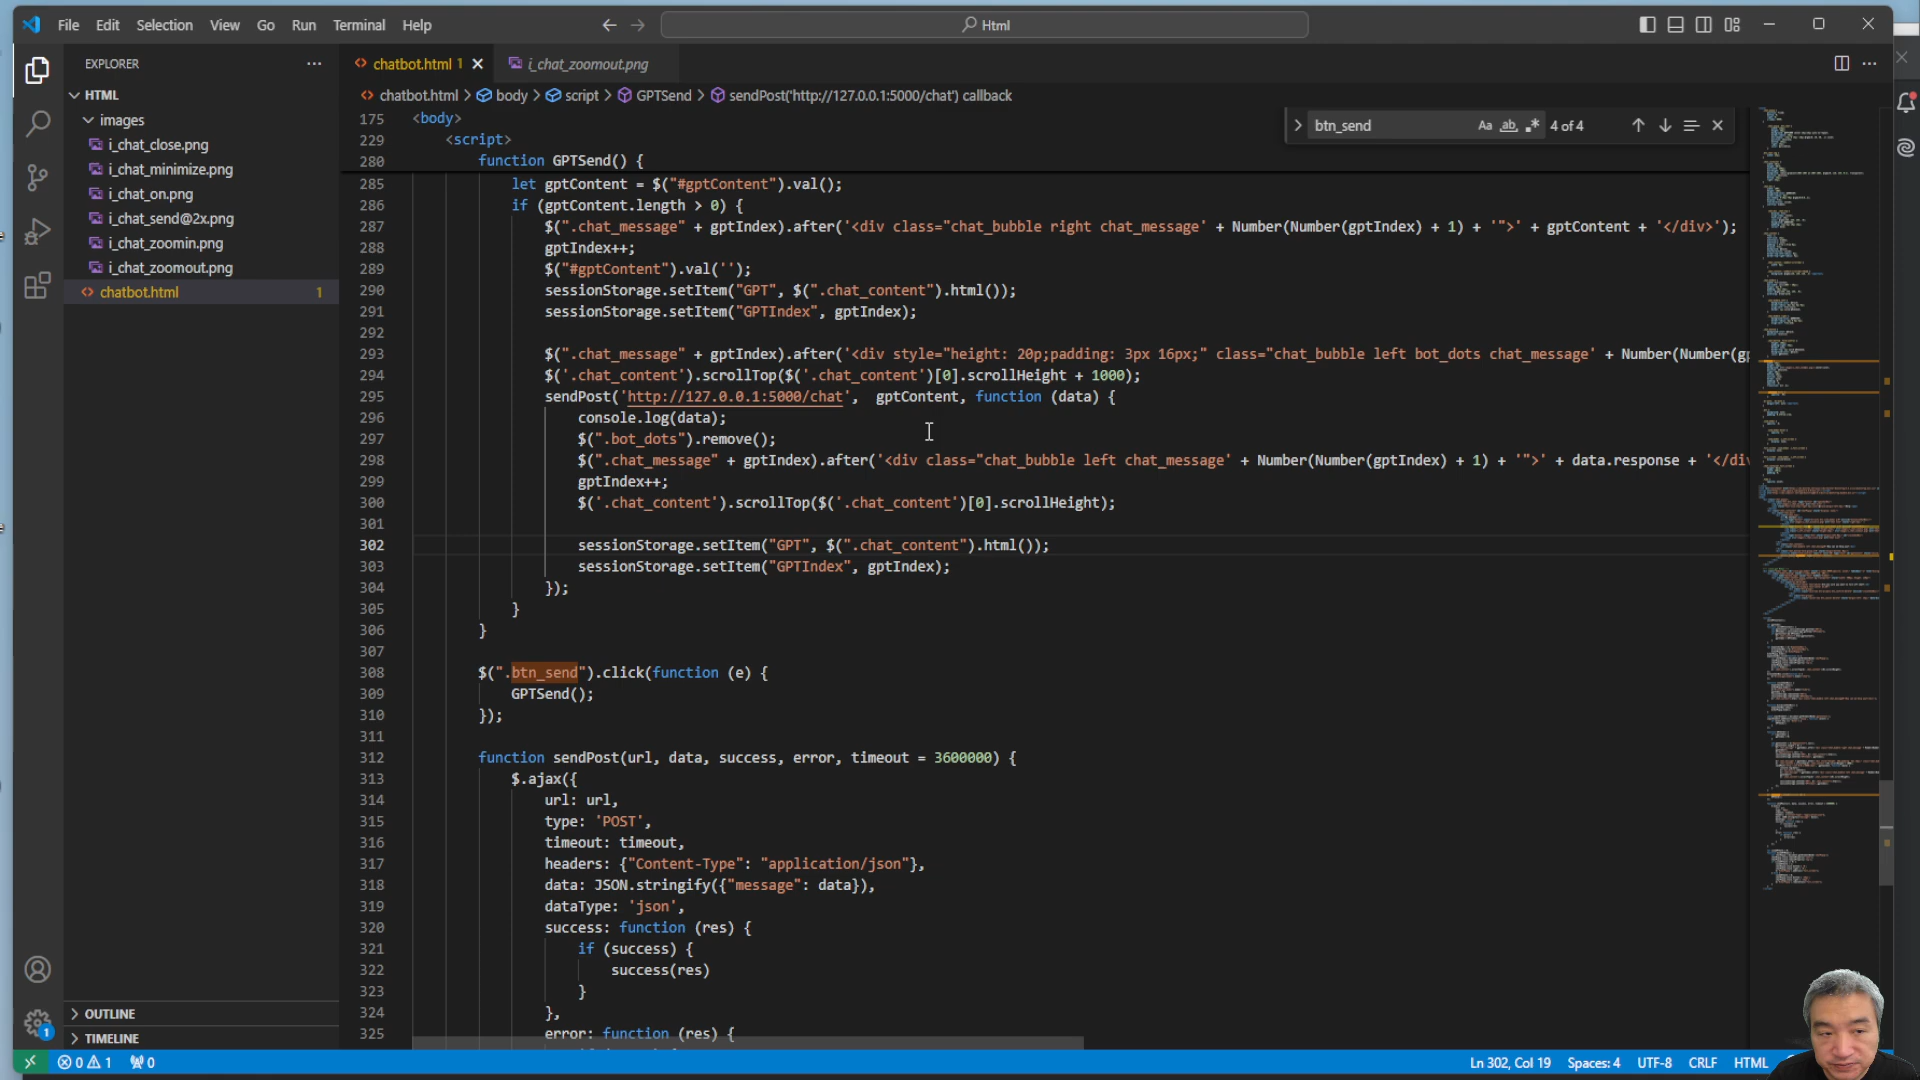 File Edit Selection View Go Run Terminal Help
Html
EXPLORER
HTML
images
i_chat_close.png
i_chat_minimize.png
i_chat_on.png
i_chat_send@2x.png
i_chat_zoomin.png
i_chat_zoomout.png
chatbot.html 1
OUTLINE
TIMELINE
chatbot.html 1
i_chat_zoomout.png
chatbot.html > body > script > GPTSend > sendPost('http://127.0.0.1:5000/chat') callback
btn_send Aa ab 4 of 4
175 <body>
229 <script>
280 function GPTSend() {
285 let gptContent = $("#gptContent").val();
286 if (gptContent.length > 0) {
287 $(".chat_message" + gptIndex).after('<div class="chat_bubble right chat_message' + Number(Number(gptIndex) + 1) + '">' + gptContent + '</div>');
288 gptIndex++;
289 $("#gptContent").val('');
290 sessionStorage.setItem("GPT", $(".chat_content").html());
291 sessionStorage.setItem("GPTIndex", gptIndex);
292
293 $(".chat_message" + gptIndex).after('<div style="height: 20p;padding: 3px 16px;" class="chat_bubble left bot_dots chat_message' + Number(Number(gp
294 $('.chat_content').scrollTop($('.chat_content')[0].scrollHeight + 1000);
295 sendPost('http://127.0.0.1:5000/chat', gptContent, function (data) {
296 console.log(data);
297 $(".bot_dots").remove();
298 $(".chat_message" + gptIndex).after('<div class="chat_bubble left chat_message' + Number(Number(gptIndex) + 1) + '">' + data.response + '</div
299 gptIndex++;
300 $('.chat_content').scrollTop($('.chat_content')[0].scrollHeight);
301
302 sessionStorage.setItem("GPT", $(".chat_content").html());
303 sessionStorage.setItem("GPTIndex", gptIndex);
304 });
305 }
306 }
307
308 $(".btn_send").click(function (e) {
309 GPTSend();
310 });
311
312 function sendPost(url, data, success, error, timeout = 3600000) {
313 $.ajax({
314 url: url,
315 type: 'POST',
316 timeout: timeout,
317 headers: {"Content-Type": "application/json"},
318 data: JSON.stringify({"message": data}),
319 dataType: 'json',
320 success: function (res) {
321 if (success) {
322 success(res)
323 }
324 },
325 error: function (res) {
1
0 1 0
Ln 302, Col 19 Spaces: 4 UTF-8 CRLF HTML